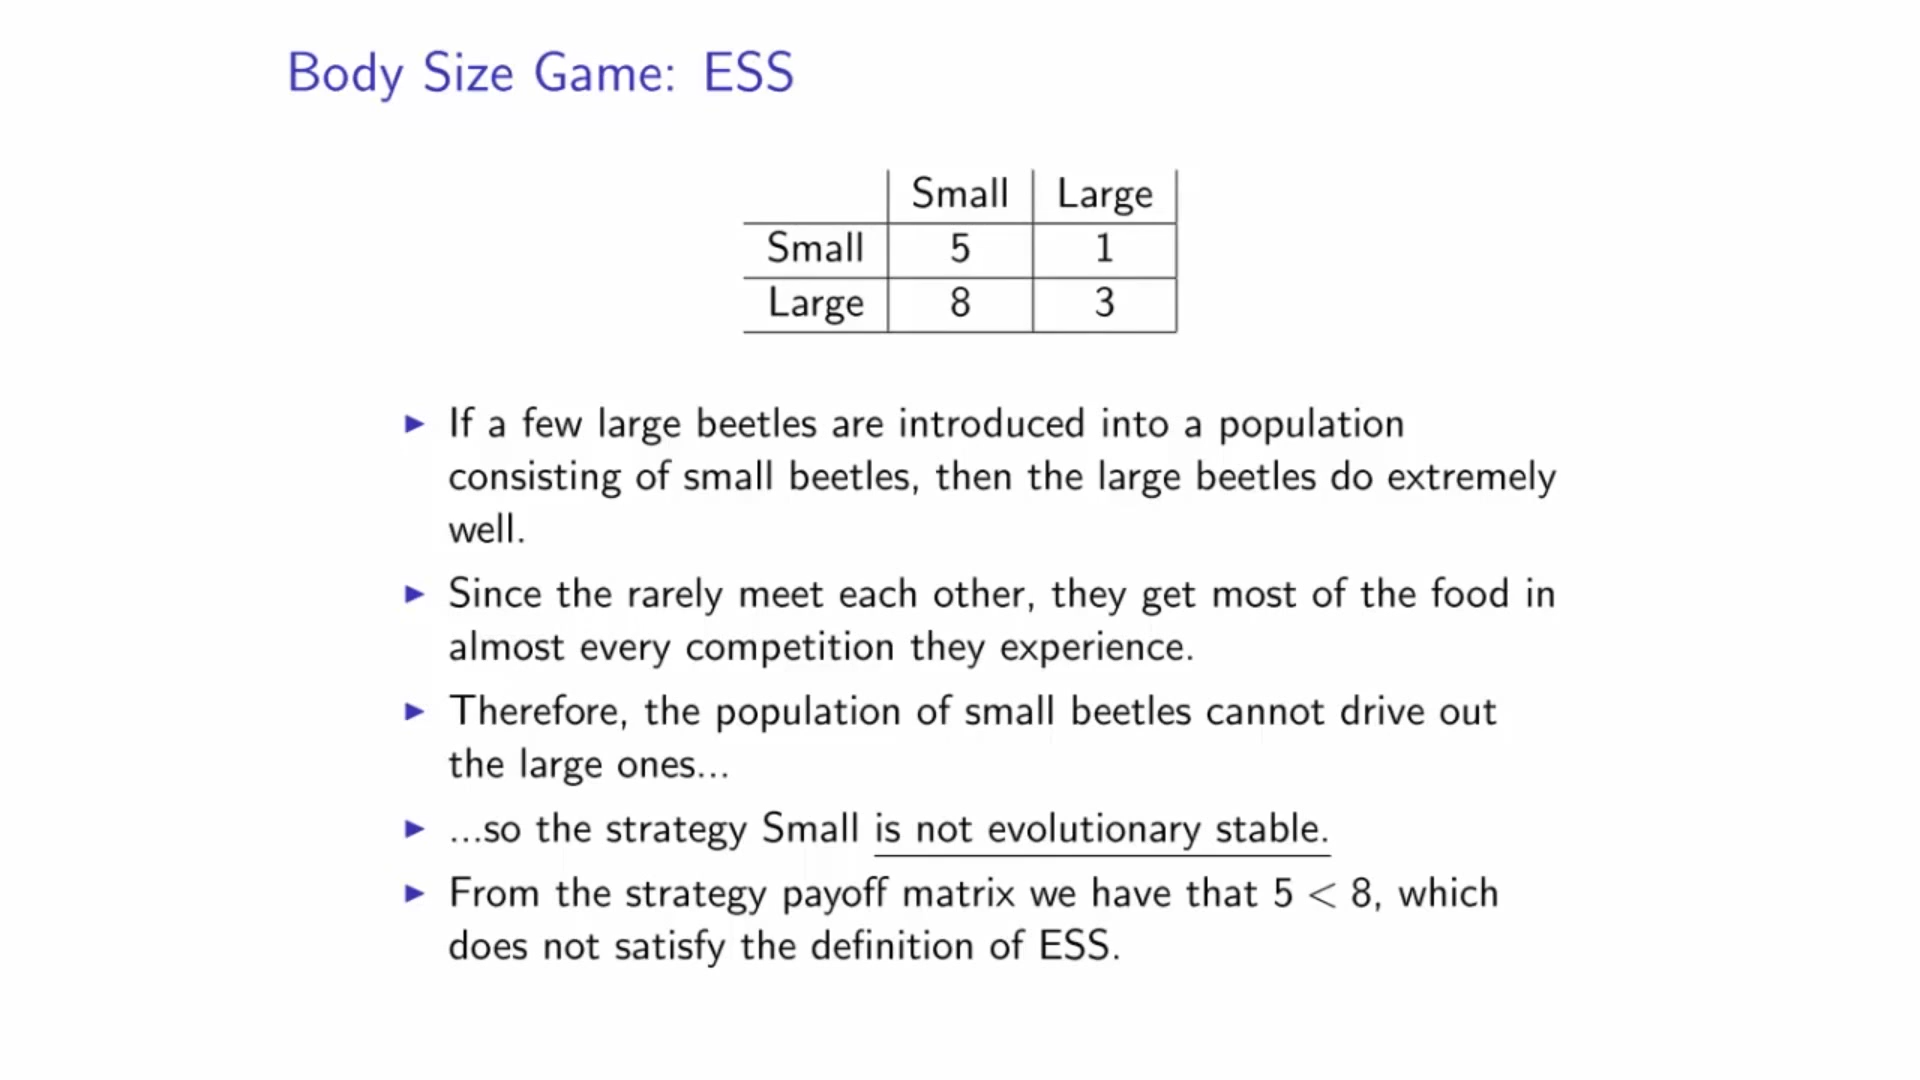 Body Size Game: ESS
Small Large
Small 5 1
Large 8 3
▶ If a few large beetles are introduced into a population
consisting of small beetles, then the large beetles do extremely
well.
▶ Since the rarely meet each other, they get most of the food in
almost every competition they experience.
▶ Therefore, the population of small beetles cannot drive out
the large ones...
▶ ...so the strategy Small is not evolutionary stable.
▶ From the strategy payoff matrix we have that 5 < 8, which
does not satisfy the definition of ESS.